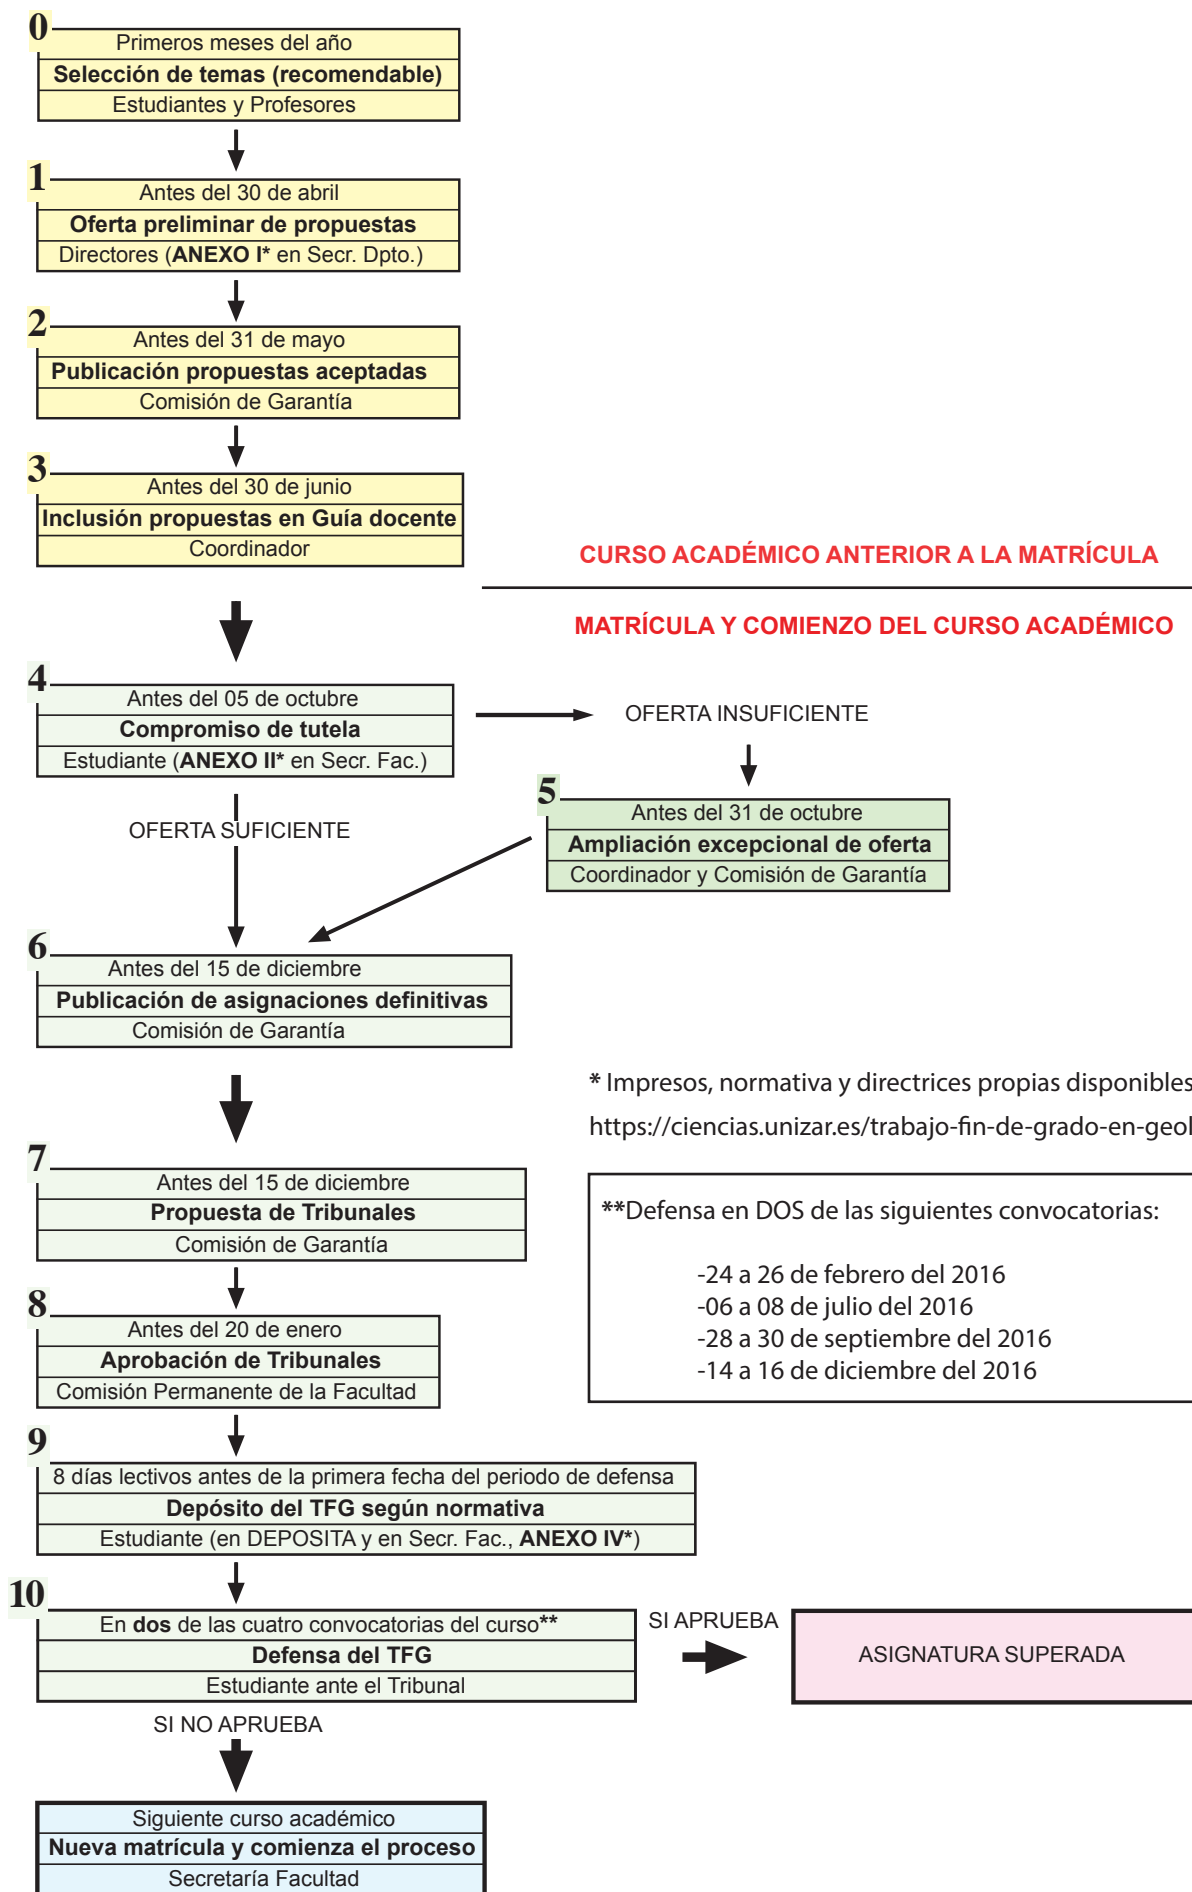 0
Primeros meses del año
Selección de temas (recomendable)
Estudiantes y Profesores
1
Antes del 30 de abril
Oferta preliminar de propuestas
Directores (ANEXO I* en Secr. Dpto.)
2
Antes del 31 de mayo
Publicación propuestas aceptadas
Comisión de Garantía
3
Antes del 30 de junio
Inclusión propuestas en Guía docente
Coordinador
CURSO ACADÉMICO ANTERIOR A LA MATRÍCULA
MATRÍCULA Y COMIENZO DEL CURSO ACADÉMICO
4
Antes del 05 de octubre
Compromiso de tutela
Estudiante (ANEXO II* en Secr. Fac.)
OFERTA INSUFICIENTE
OFERTA SUFICIENTE
5
Antes del 31 de octubre
Ampliación excepcional de oferta
Coordinador y Comisión de Garantía
6
Antes del 15 de diciembre
Publicación de asignaciones definitivas
Comisión de Garantía
* Impresos, normativa y directrices propias disponibles
https://ciencias.unizar.es/trabajo-fin-de-grado-en-geol
7
Antes del 15 de diciembre
Propuesta de Tribunales
Comisión de Garantía
**Defensa en DOS de las siguientes convocatorias:
-24 a 26 de febrero del 2016
-06 a 08 de julio del 2016
-28 a 30 de septiembre del 2016
-14 a 16 de diciembre del 2016
8
Antes del 20 de enero
Aprobación de Tribunales
Comisión Permanente de la Facultad
9
8 días lectivos antes de la primera fecha del periodo de defensa
Depósito del TFG según normativa
Estudiante (en DEPOSITA y en Secr. Fac., ANEXO IV*)
10
En dos de las cuatro convocatorias del curso**
Defensa del TFG
Estudiante ante el Tribunal
SI APRUEBA
ASIGNATURA SUPERADA
SI NO APRUEBA
Siguiente curso académico
Nueva matrícula y comienza el proceso
Secretaría Facultad